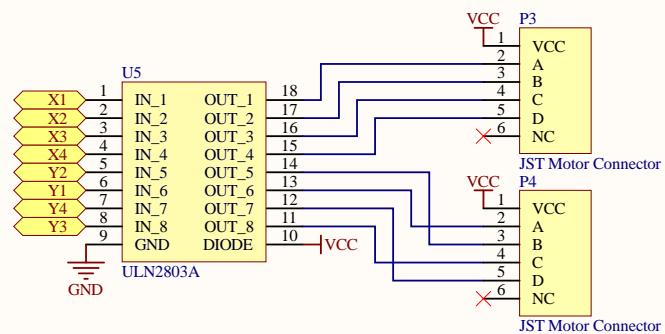 VCC
P3
1 VCC
2 A
3 B
4 C
5 D
6 NC
JST Motor Connector
U5
X1 1 IN_1 OUT_1 18
X2 2 IN_2 OUT_2 17
X3 3 IN_3 OUT_3 16
X4 4 IN_4 OUT_4 15
Y2 5 IN_5 OUT_5 14
Y1 6 IN_6 OUT_6 13
Y4 7 IN_7 OUT_7 12
Y3 8 IN_8 OUT_8 11
9 GND DIODE 10 VCC
ULN2803A
GND
VCC
P4
1 VCC
2 A
3 B
4 C
5 D
6 NC
JST Motor Connector